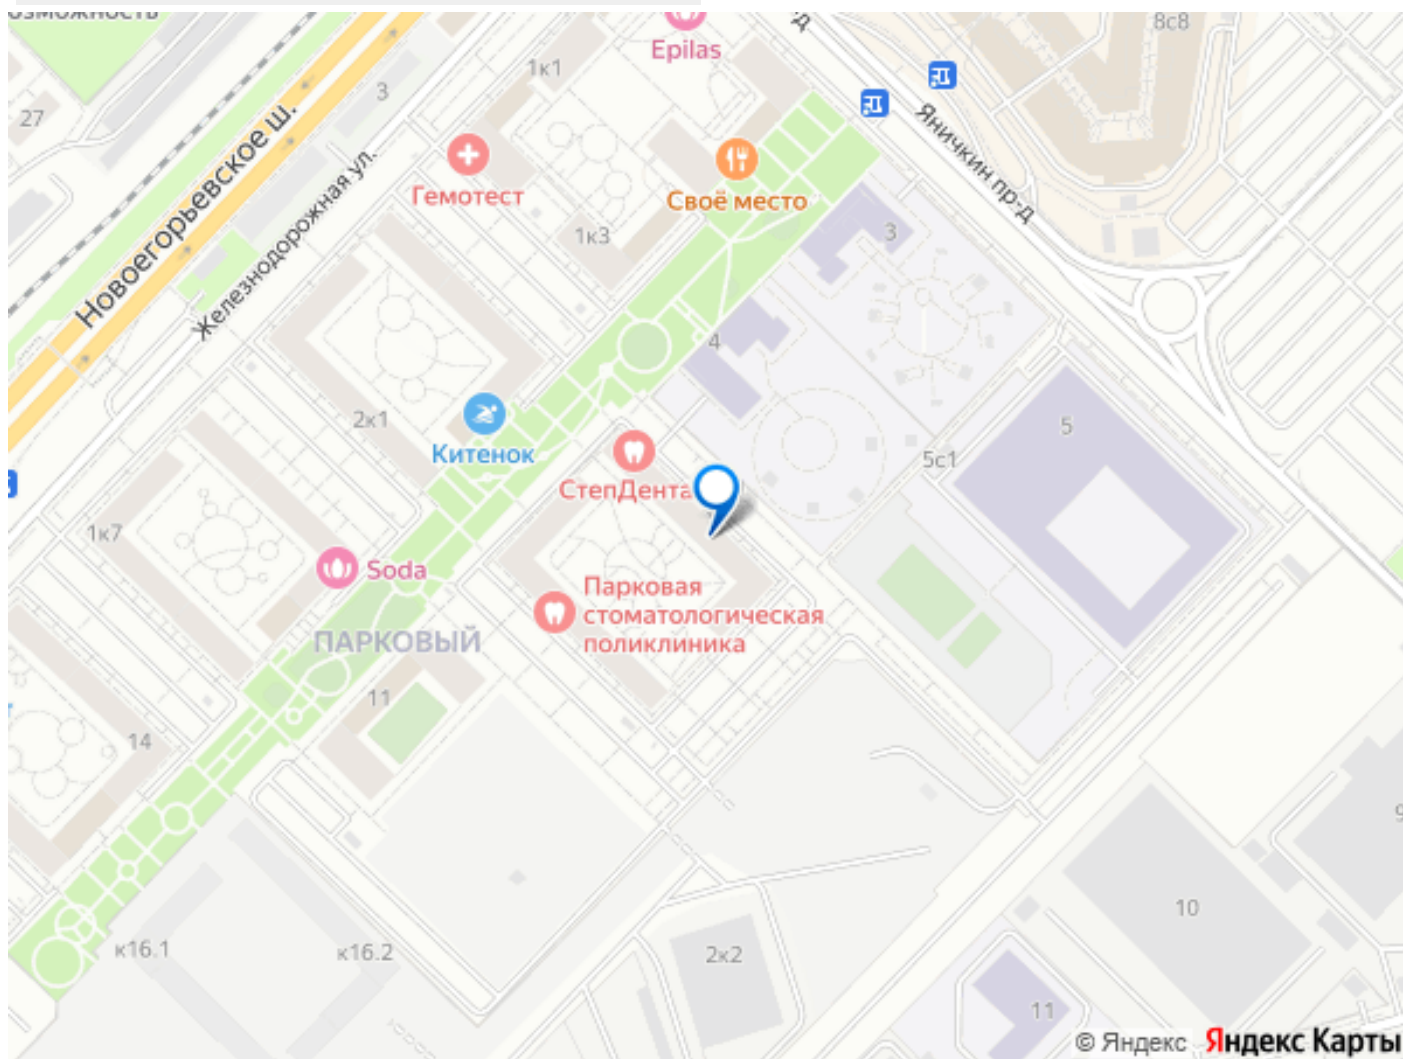 Epilas
8с8
1к1
3
27
Новоегорьевское ш.
Железнодорожная ул.
Яничкин пр-д
Гемотест
Своё место
1к3
3
4
2к1
Китенок
СтепДента
5
5с1
1к7
Soda
Парковая
стоматологическая
поликлиника
ПАРКОВЫЙ
11
14
10
к16.1
к16.2
2к2
11
© Яндекс Яндекс Карты